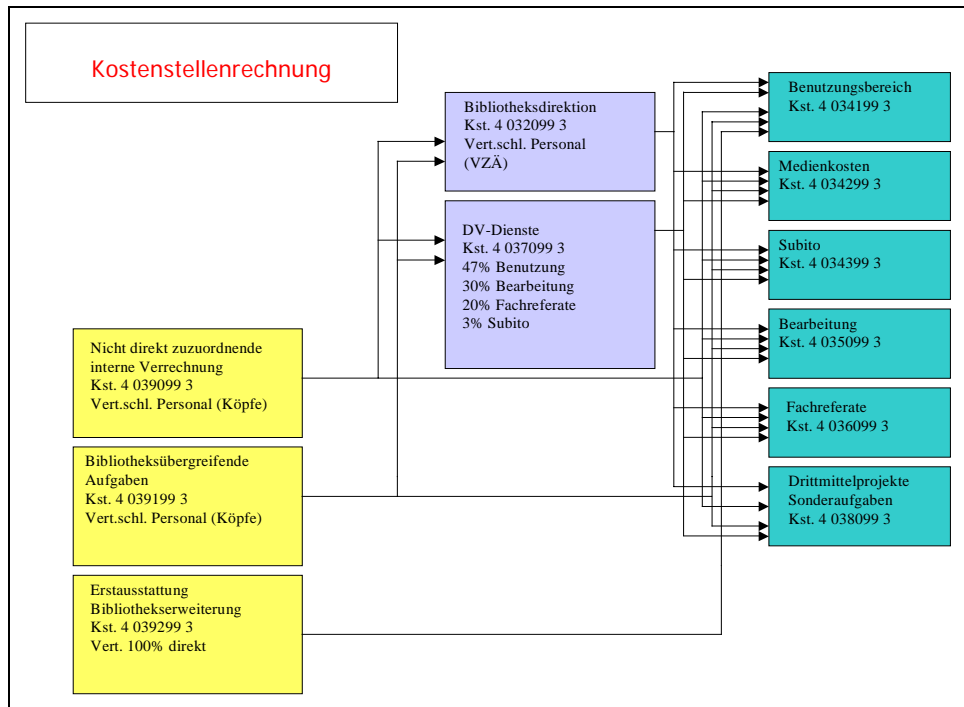 Kostenstellenrechnung
Nicht direkt zuzuordnende
interne Verrechnung
Kst. 4 039099 3
Vert.schl. Personal (Köpfe)
Bibliotheksübergreifende
Aufgaben
Kst. 4 039199 3
Vert.schl. Personal (Köpfe)
Erstausstattung
Bibliothekserweiterung
Kst. 4 039299 3
Vert. 100% direkt
Bibliotheksdirektion
Kst. 4 032099 3
Vert.schl. Personal
(VZÄ)
DV-Dienste
Kst. 4 037099 3
47% Benutzung
30% Bearbeitung
20% Fachreferate
3% Subito
Benutzungsbereich
Kst. 4 034199 3
Medienkosten
Kst. 4 034299 3
Subito
Kst. 4 034399 3
Bearbeitung
Kst. 4 035099 3
Fachreferate
Kst. 4 036099 3
Drittmittelprojekte
Sonderaufgaben
Kst. 4 038099 3